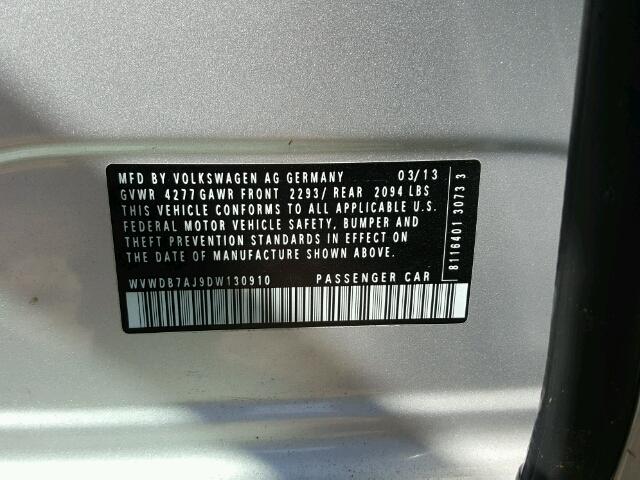 MFD BY VOLKSWAGEN AG GERMANY 03/13
GVWR 4277 GAWR FRONT 2293/ REAR 2094 LBS
THIS VEHICLE CONFORMS TO ALL APPLICABLE U.S.
FEDERAL MOTOR VEHICLE SAFETY, BUMPER AND
THEFT PREVENTION STANDARDS IN EFFECT ON
THE DATE OF MANUFACTURE SHOWN ABOVE.
WVWDB7AJ9DW130910 PASSENGER CAR
8116401 3073 3